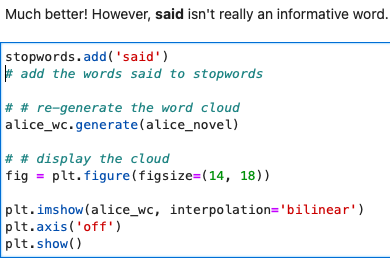 Much better! However, said isn't really an informative word.
stopwords.add('said')
# add the words said to stopwords
# # re-generate the word cloud
alice_wc.generate(alice_novel)
# # display the cloud
fig = plt.figure(figsize=(14, 18))
plt.imshow(alice_wc, interpolation='bilinear')
plt.axis('off')
plt.show()